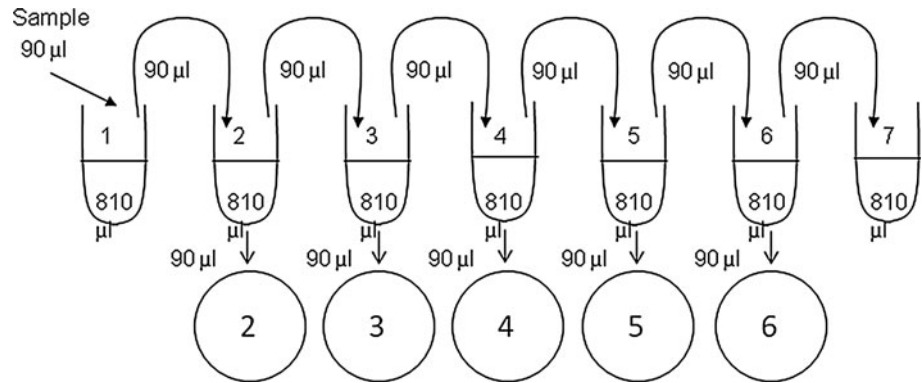 Sample
90 µl
90 µl 90 µl 90 µl 90 µl 90 µl 90 µl
1 2 3 4 5 6 7
810 810 810 810 810 810 810
µl µl µl µl µl µl µl
90 µl 90 µl 90 µl 90 µl 90 µl
2 3 4 5 6